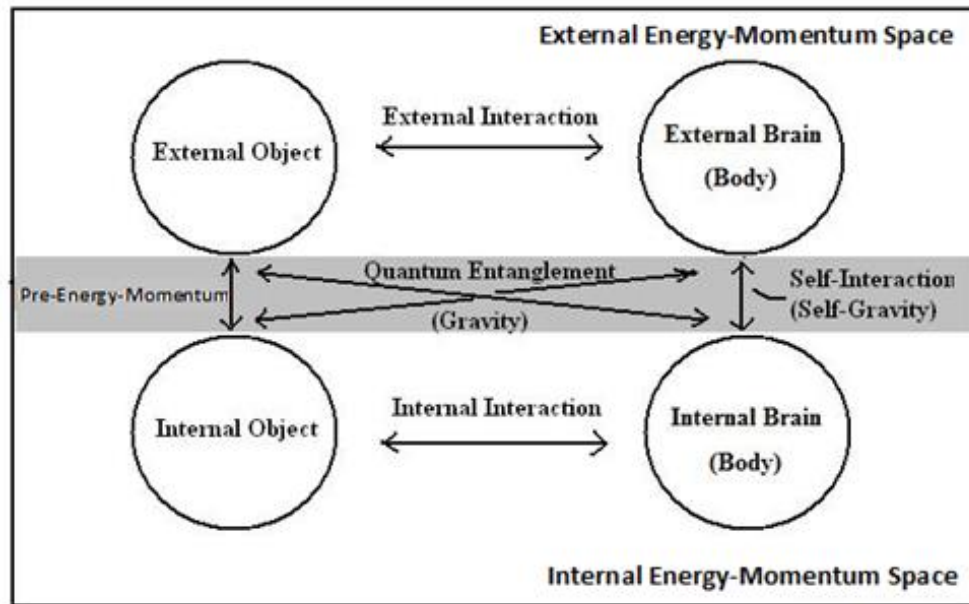 External Energy-Momentum Space
External Interaction
External Object
External Brain
(Body)
Quantum Entanglement
Pre-Energy-Momentum
Self-Interaction
(Self-Gravity)
(Gravity)
Internal Interaction
Internal Object
Internal Brain
(Body)
Internal Energy-Momentum Space